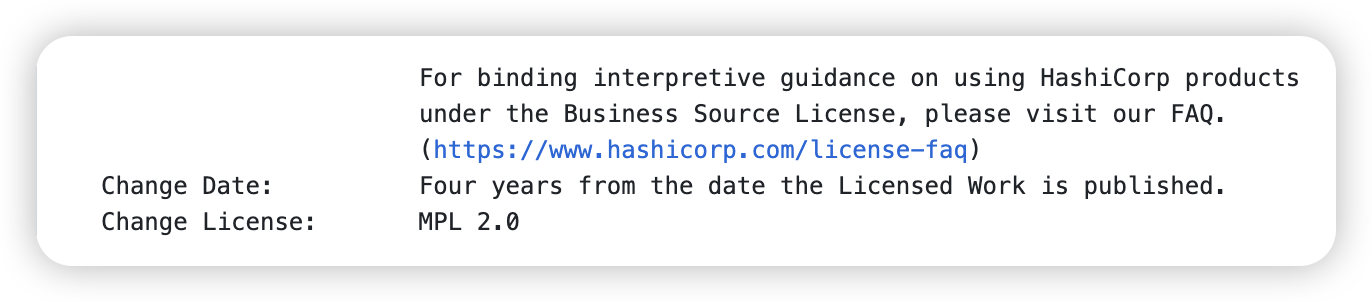 For binding interpretive guidance on using HashiCorp products
under the Business Source License, please visit our FAQ.
(https://www.hashicorp.com/license-faq)
Change Date: Four years from the date the Licensed Work is published.
Change License: MPL 2.0